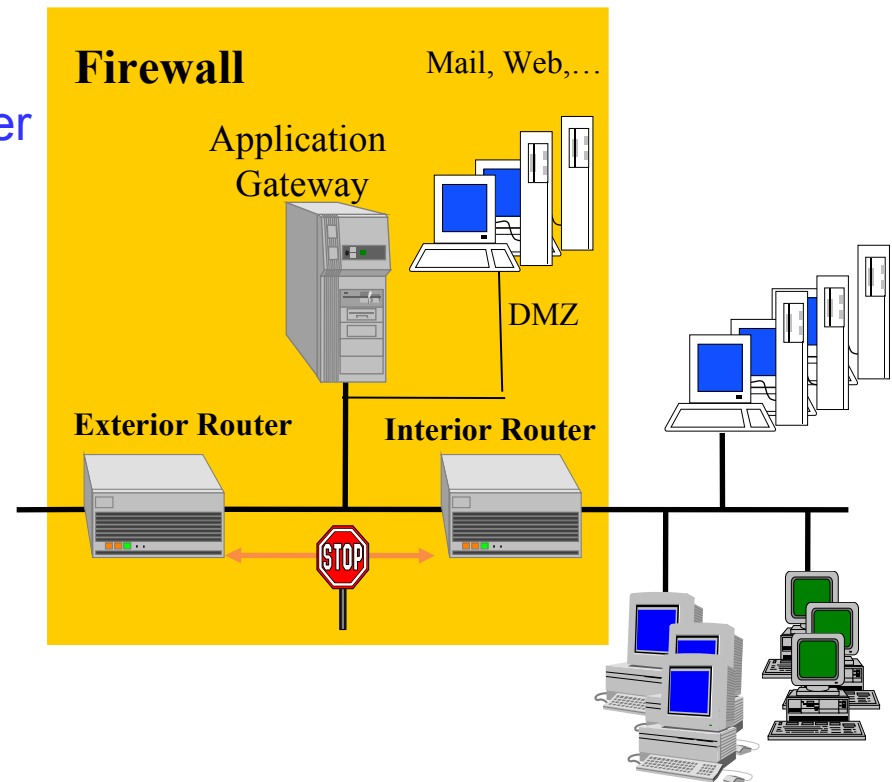 Firewall
Mail, Web,…
er
Application
Gateway
DMZ
Exterior Router
Interior Router
STOP